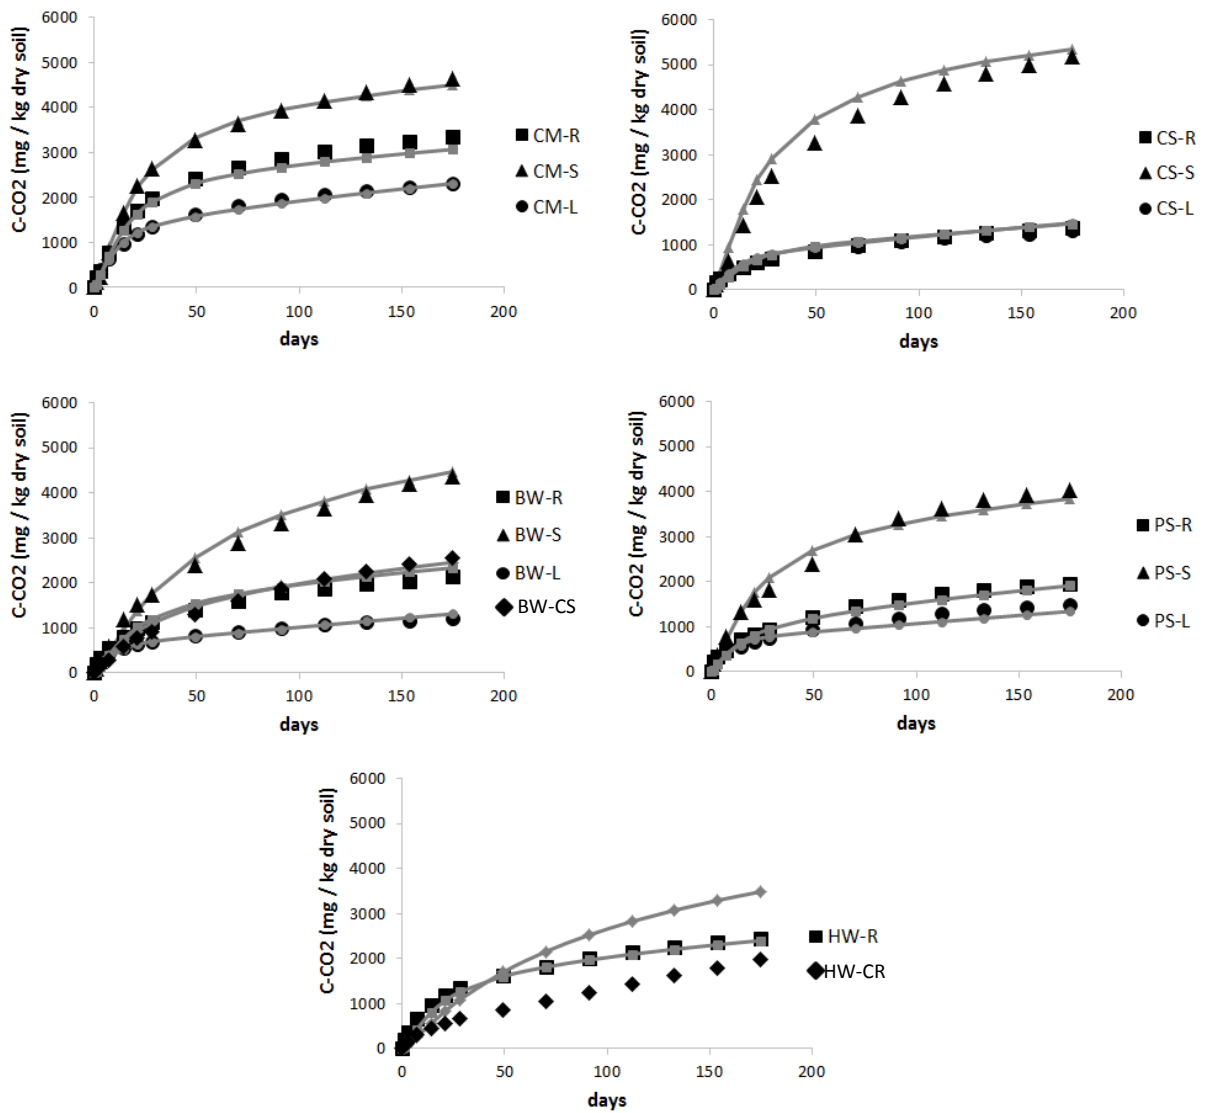 C-CO2 (mg / kg dry soil)
6000
5000
4000
3000
2000
1000
0
0 50 100 150 200
days
CM-R
CM-S
CM-L
C-CO2 (mg / kg dry soil)
6000
5000
4000
3000
2000
1000
0
0 50 100 150 200
days
CS-R
CS-S
CS-L
C-CO2 (mg / kg dry soil)
6000
5000
4000
3000
2000
1000
0
0 50 100 150 200
days
BW-R
BW-S
BW-L
BW-CS
C-CO2 (mg / kg dry soil)
6000
5000
4000
3000
2000
1000
0
0 50 100 150 200
days
PS-R
PS-S
PS-L
C-CO2 (mg / kg dry soil)
6000
5000
4000
3000
2000
1000
0
0 50 100 150 200
days
HW-R
HW-CR